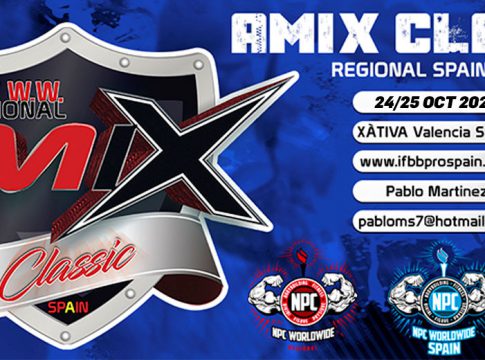 AMIX CLA
REGIONAL SPAIN
W.W.
IONAL
MiX
Classic
SPAIN
24/25 OCT 202
XÀTIVA Valencia S
www.ifbbprospain.
Pablo Martinez
pabloms7@hotmail
NPC
NPC WORLDWIDE
NPC
NPC WORLDWIDE
SPAIN